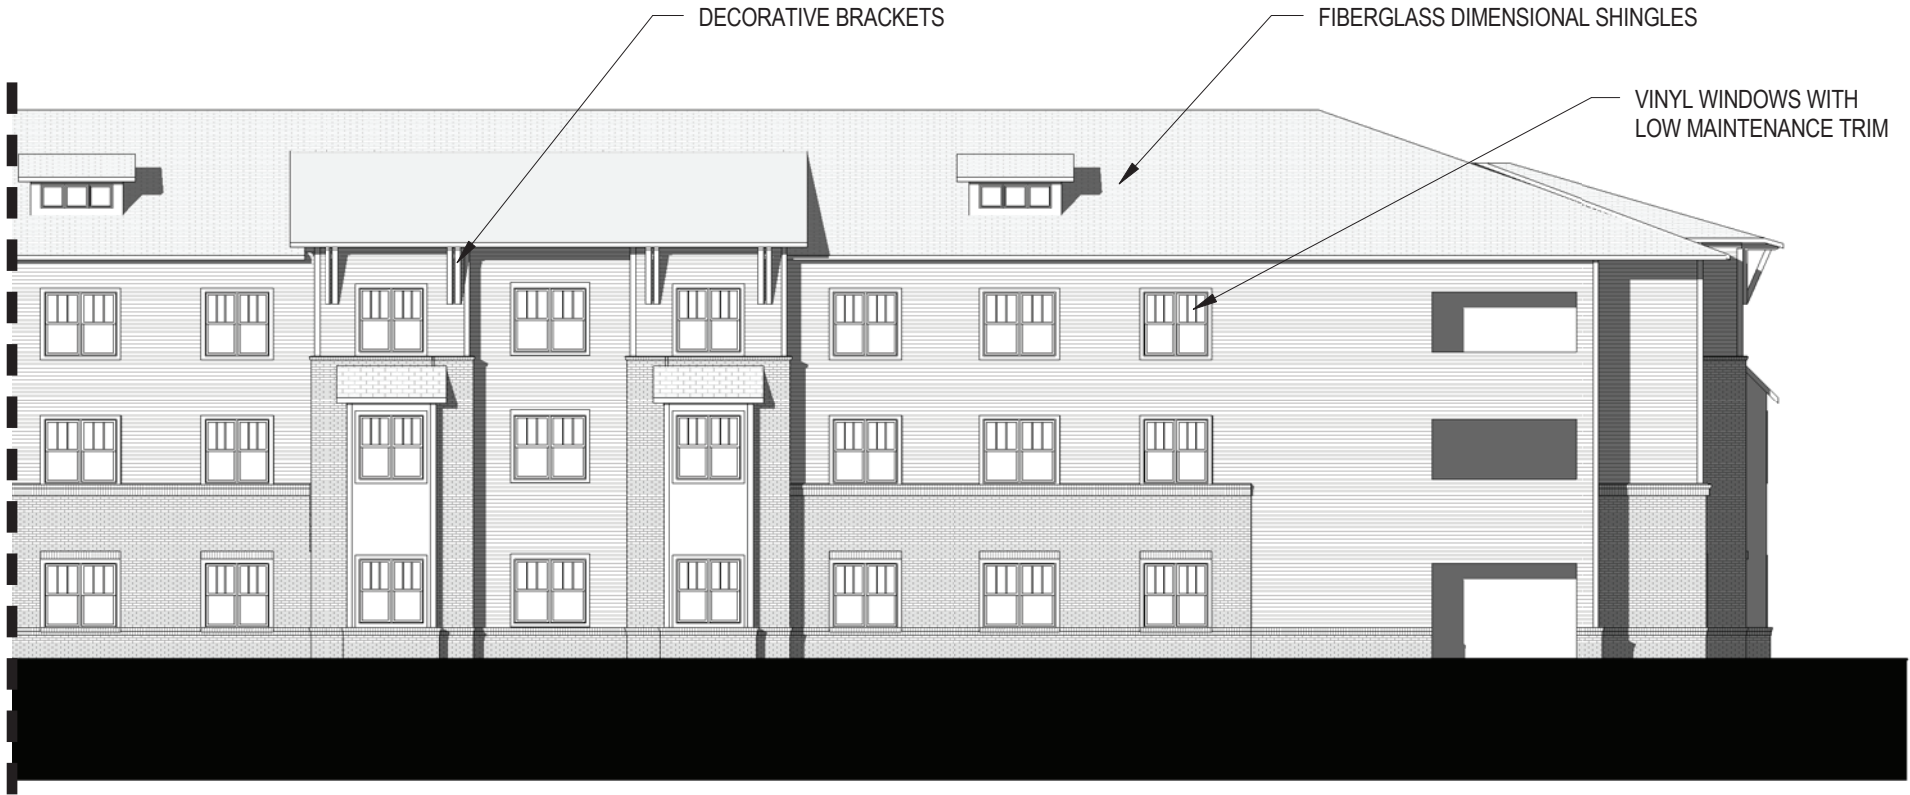 DECORATIVE BRACKETS
FIBERGLASS DIMENSIONAL SHINGLES
VINYL WINDOWS WITH
LOW MAINTENANCE TRIM